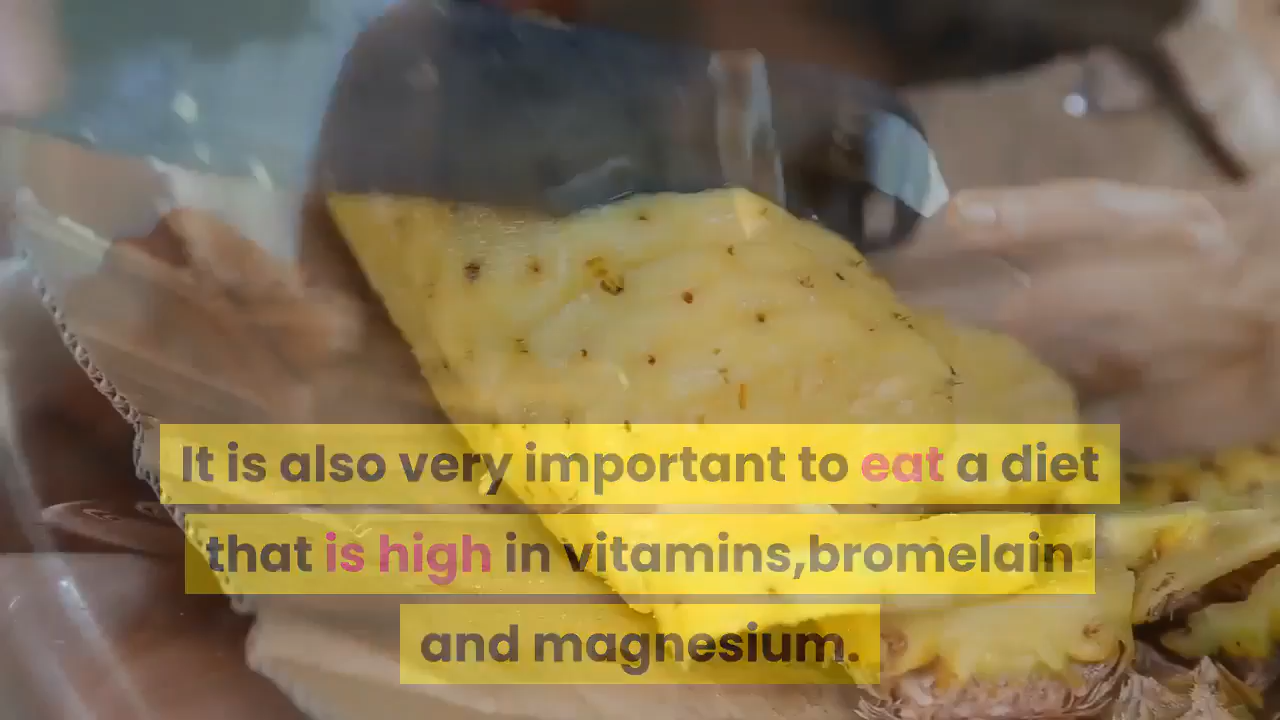 It is also very important to eat a diet
that is high in vitamins,bromelain
and magnesium.